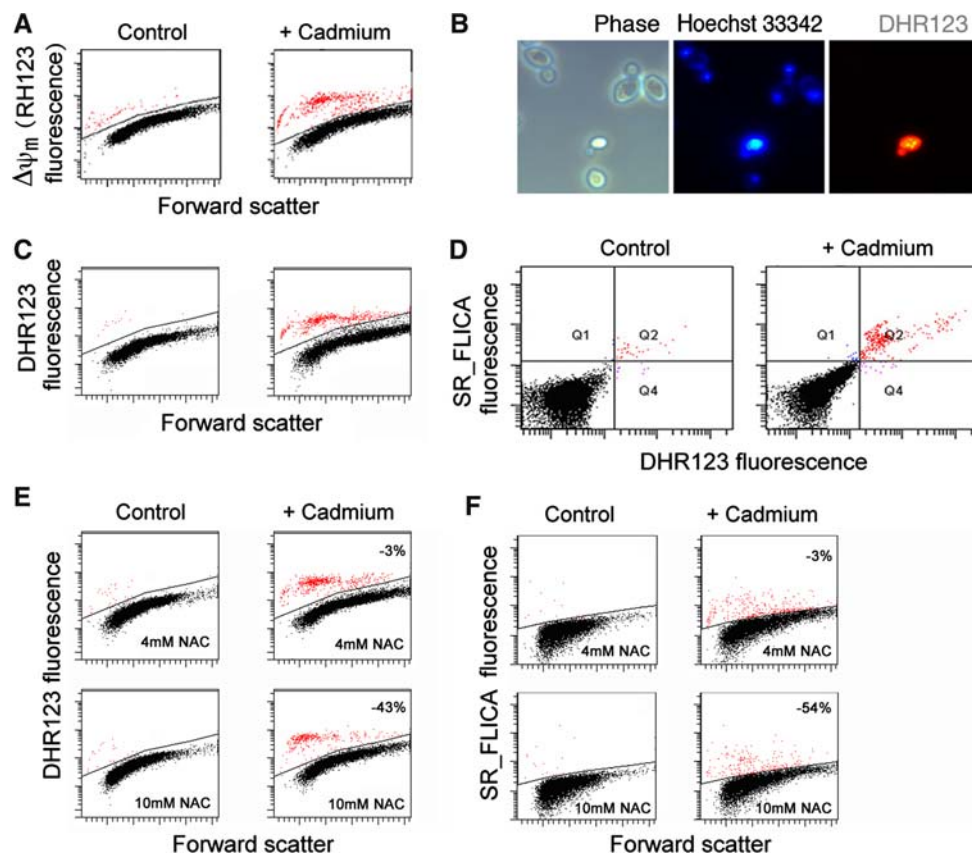 A
Control
+ Cadmium
Δψm (RH123
fluorescence)
Forward scatter
B
Phase
Hoechst 33342
DHR123
C
DHR123
fluorescence
Forward scatter
D
Control
+ Cadmium
SR_FLICA
fluorescence
Q1
Q2
Q4
Q1
Q2
Q4
DHR123 fluorescence
E
Control
+ Cadmium
DHR123 fluorescence
4mM NAC
-3%
4mM NAC
10mM NAC
-43%
10mM NAC
Forward scatter
F
Control
+ Cadmium
SR_FLICA fluorescence
4mM NAC
-3%
4mM NAC
10mM NAC
-54%
10mM NAC
Forward scatter